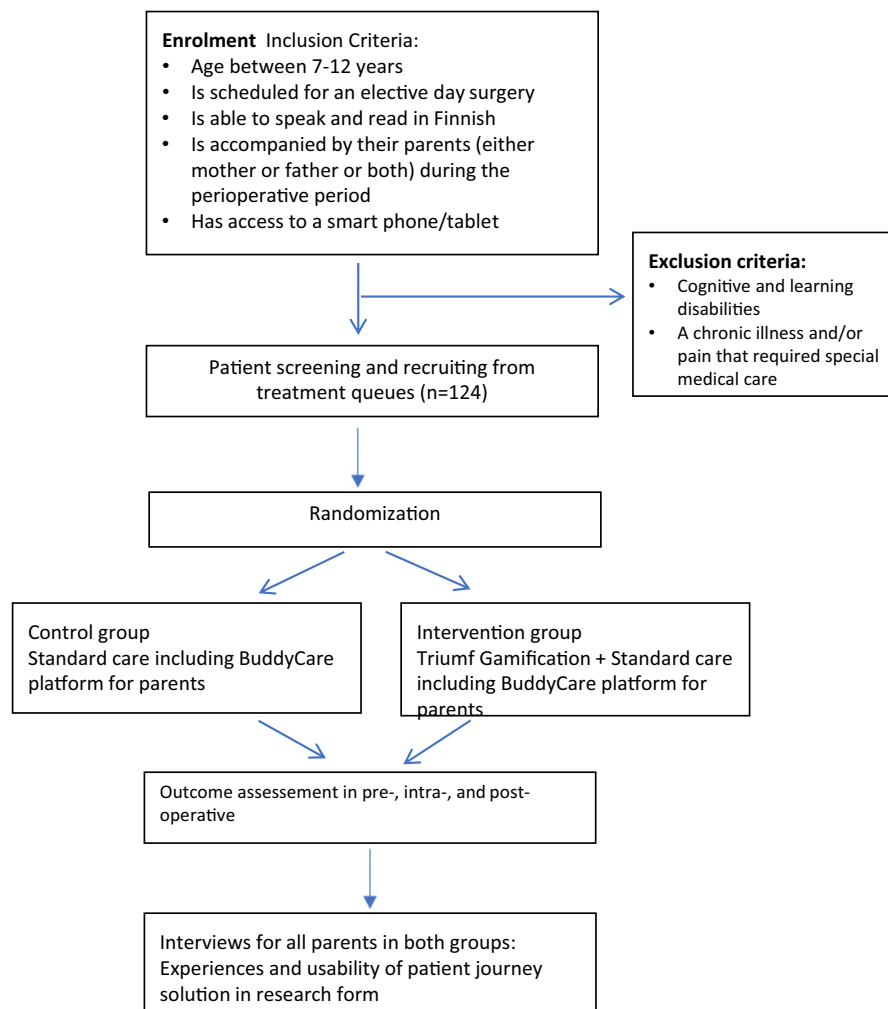 Enrolment Inclusion Criteria:
• Age between 7-12 years
• Is scheduled for an elective day surgery
• Is able to speak and read in Finnish
• Is accompanied by their parents (either
mother or father or both) during the
perioperative period
• Has access to a smart phone/tablet
Exclusion criteria:
• Cognitive and learning
disabilities
• A chronic illness and/or
pain that required special
medical care
Patient screening and recruiting from
treatment queues (n=124)
Randomization
Control group
Standard care including BuddyCare
platform for parents
Intervention group
Triumf Gamification + Standard care
including BuddyCare platform for
parents
Outcome assessement in pre-, intra-, and post-
operative
Interviews for all parents in both groups:
Experiences and usability of patient journey
solution in research form